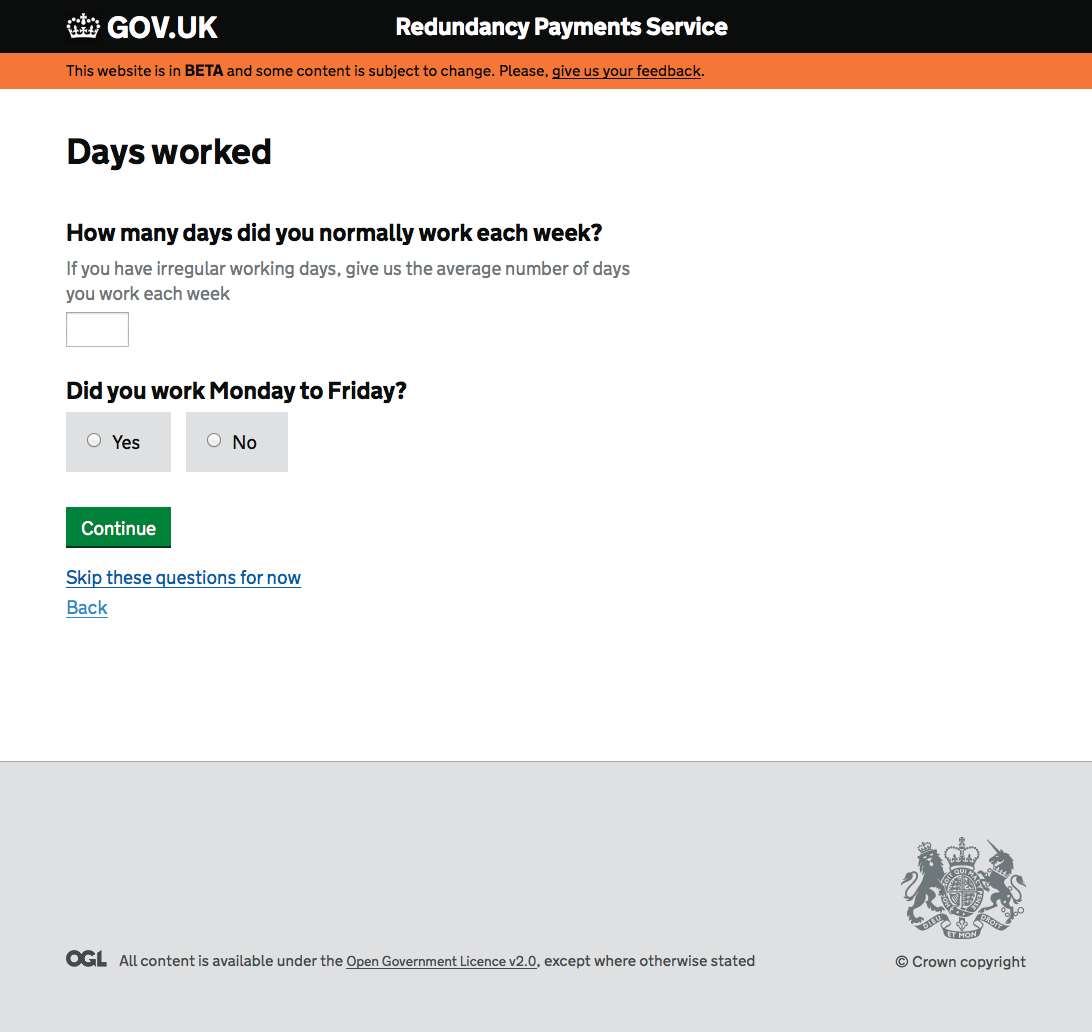 GOV.UK
Redundancy Payments Service
This website is in BETA and some content is subject to change. Please, give us your feedback.
Days worked
How many days did you normally work each week?
If you have irregular working days, give us the average number of days
you work each week
Did you work Monday to Friday?
Yes
No
Continue
Skip these questions for now
Back
DIEU ET MON DROIT
OGL All content is available under the Open Government Licence v2.0, except where otherwise stated
© Crown copyright